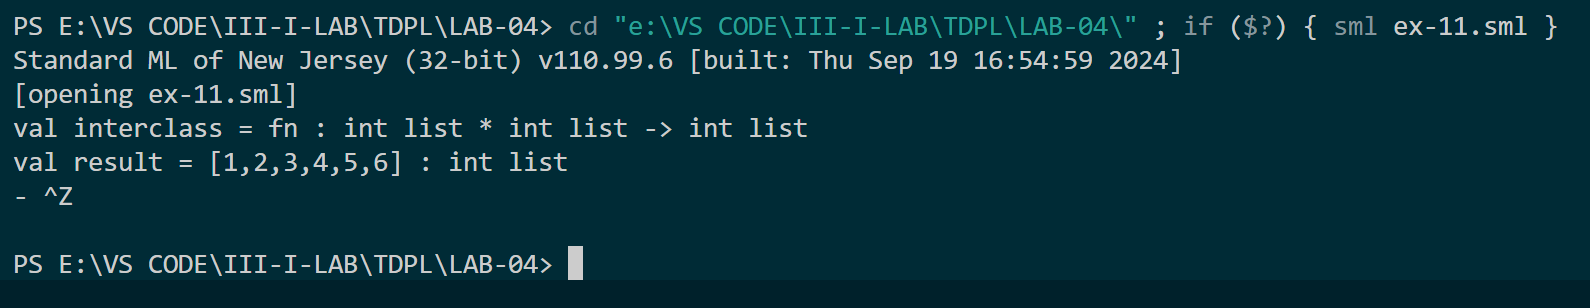 PS E:\VS CODE\III-I-LAB\TDPL\LAB-04> cd "e:\VS CODE\III-I-LAB\TDPL\LAB-04\" ; if ($?) { sml ex-11.sml }
Standard ML of New Jersey (32-bit) v110.99.6 [built: Thu Sep 19 16:54:59 2024]
[opening ex-11.sml]
val interclass = fn : int list * int list -> int list
val result = [1,2,3,4,5,6] : int list
- ^Z
PS E:\VS CODE\III-I-LAB\TDPL\LAB-04>